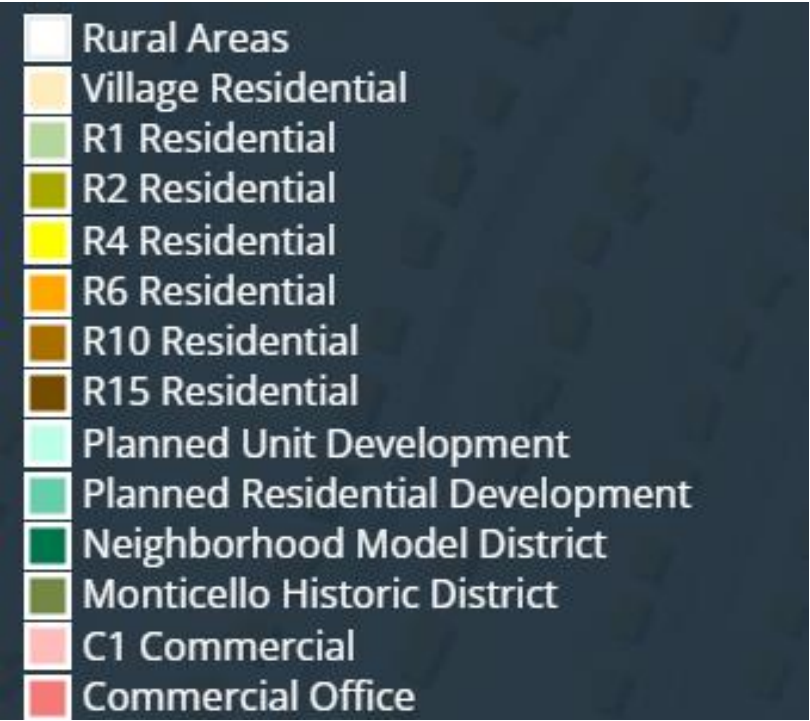 Rural Areas
Village Residential
R1 Residential
R2 Residential
R4 Residential
R6 Residential
R10 Residential
R15 Residential
Planned Unit Development
Planned Residential Development
Neighborhood Model District
Monticello Historic District
C1 Commercial
Commercial Office